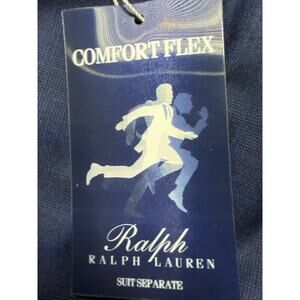 COMFORT FLEX
Ralph
RALPH LAUREN
SUIT SEPARATE